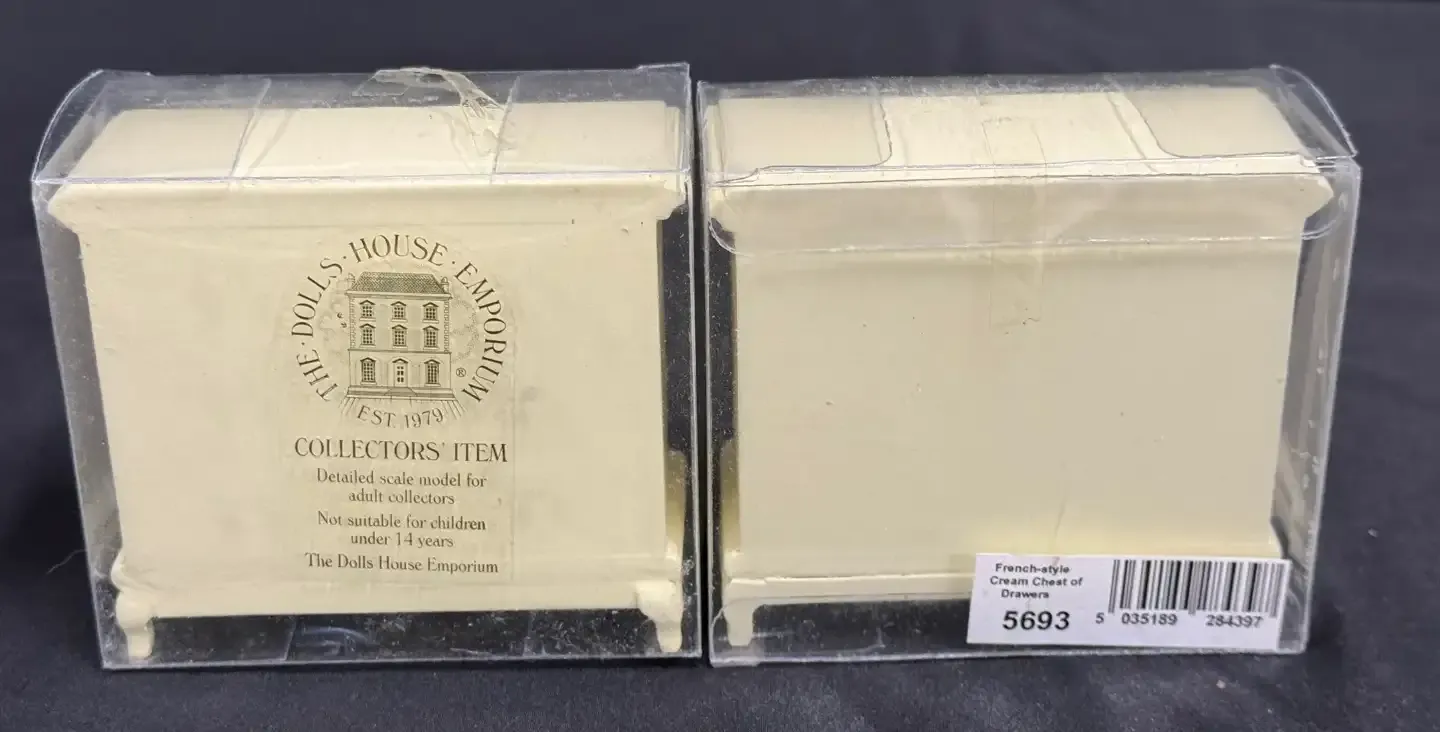 THE · DOLLS · HOUSE · EMPORIUM
®
EST. 1979
COLLECTORS' ITEM
Detailed scale model for
adult collectors
Not suitable for children
under 14 years
The Dolls House Emporium
French-style
Cream Chest of
Drawers
5693
5 035189 284397